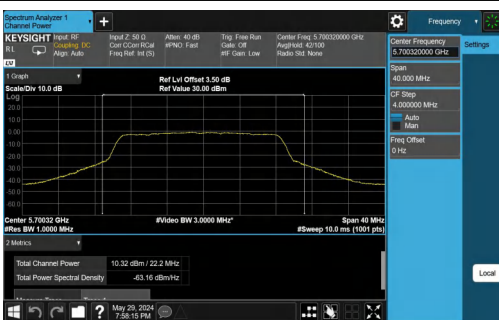 Spectrum Analyzer 1
Channel Power
+
Frequency
KEYSIGHT
Input: RF
Coupling: DC
Align: Auto
RL
LXI
Input Z: 50 Ω
Corr CCorr RCal
Freq Ref: Int (S)
Atten: 40 dB
#PNO: Fast
Trig: Free Run
Gate: Off
#IF Gain: Low
Center Freq: 5.700320000 GHz
Avg|Hold: 42/100
Radio Std: None
Center Frequency
5.700320000 GHz
Settings
Span
40.000 MHz
CF Step
4.000000 MHz
Auto
Man
Freq Offset
0 Hz
Local
1 Graph
Scale/Div 10.0 dB
Ref Lvl Offset 3.50 dB
Ref Value 30.00 dBm
Log
20.0
10.0
0.00
-10.0
-20.0
-30.0
-40.0
-50.0
-60.0
Center 5.70032 GHz
#Res BW 1.0000 MHz
#Video BW 3.0000 MHz*
Span 40 MHz
#Sweep 10.0 ms (1001 pts)
2 Metrics
Total Channel Power 10.32 dBm / 22.2 MHz
Total Power Spectral Density -63.16 dBm/Hz
?
May 29, 2024
7:58:15 PM